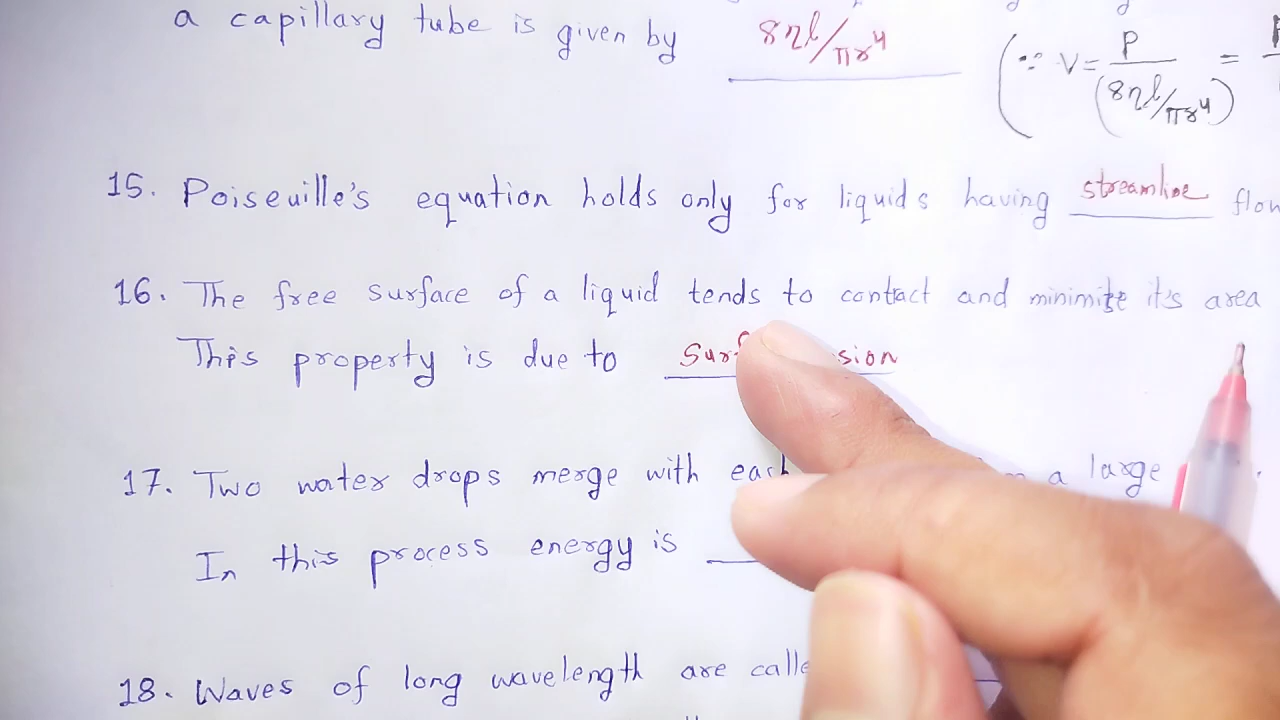 a capillary tube is given by 8ηl/πr⁴ (∵ V = P/(8ηl/πr⁴) =
15. Poiseuille's equation holds only for liquids having streamline flow
16. The free surface of a liquid tends to contact and minimize it's area
This property is due to
17. Two water drops merge with each a large
In this process energy is
18. Waves of long wavelength are